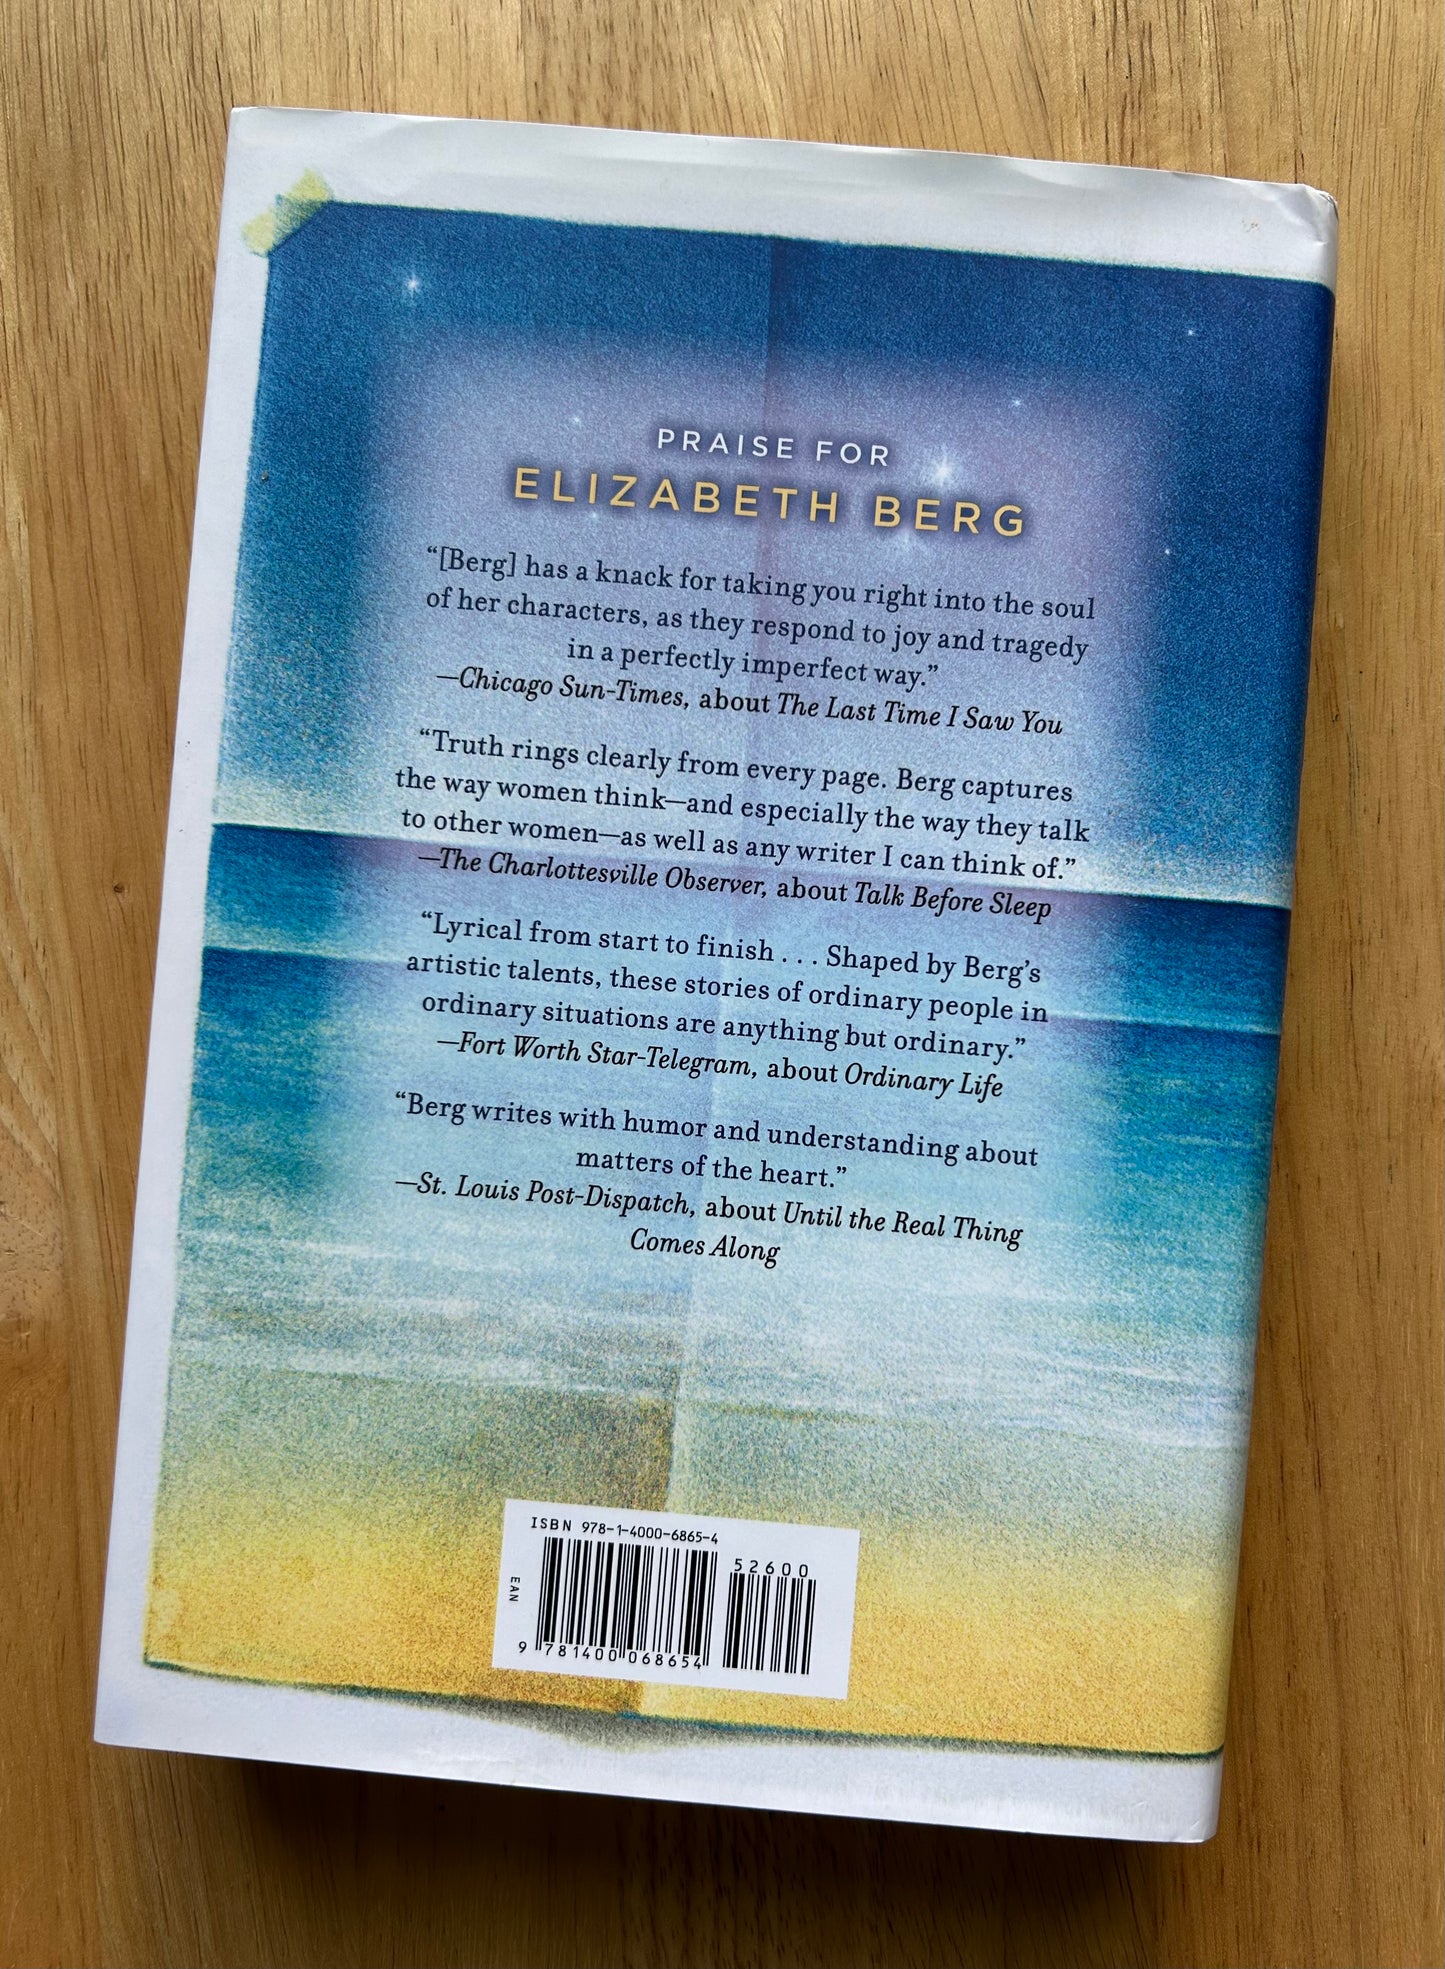 PRAISE FOR
ELIZABETH BERG
“[Berg] has a knack for taking you right into the soul
of her characters, as they respond to joy and tragedy
in a perfectly imperfect way.”
—Chicago Sun-Times, about The Last Time I Saw You
“Truth rings clearly from every page. Berg captures
the way women think—and especially the way they talk
to other women—as well as any writer I can think of.”
—The Charlottesville Observer, about Talk Before Sleep
“Lyrical from start to finish . . . Shaped by Berg’s
artistic talents, these stories of ordinary people in
ordinary situations are anything but ordinary.”
—Fort Worth Star-Telegram, about Ordinary Life
“Berg writes with humor and understanding about
matters of the heart.”
—St. Louis Post-Dispatch, about Until the Real Thing
Comes Along
ISBN 978-1-4000-6865-4
52600
EAN
9 781400 068654